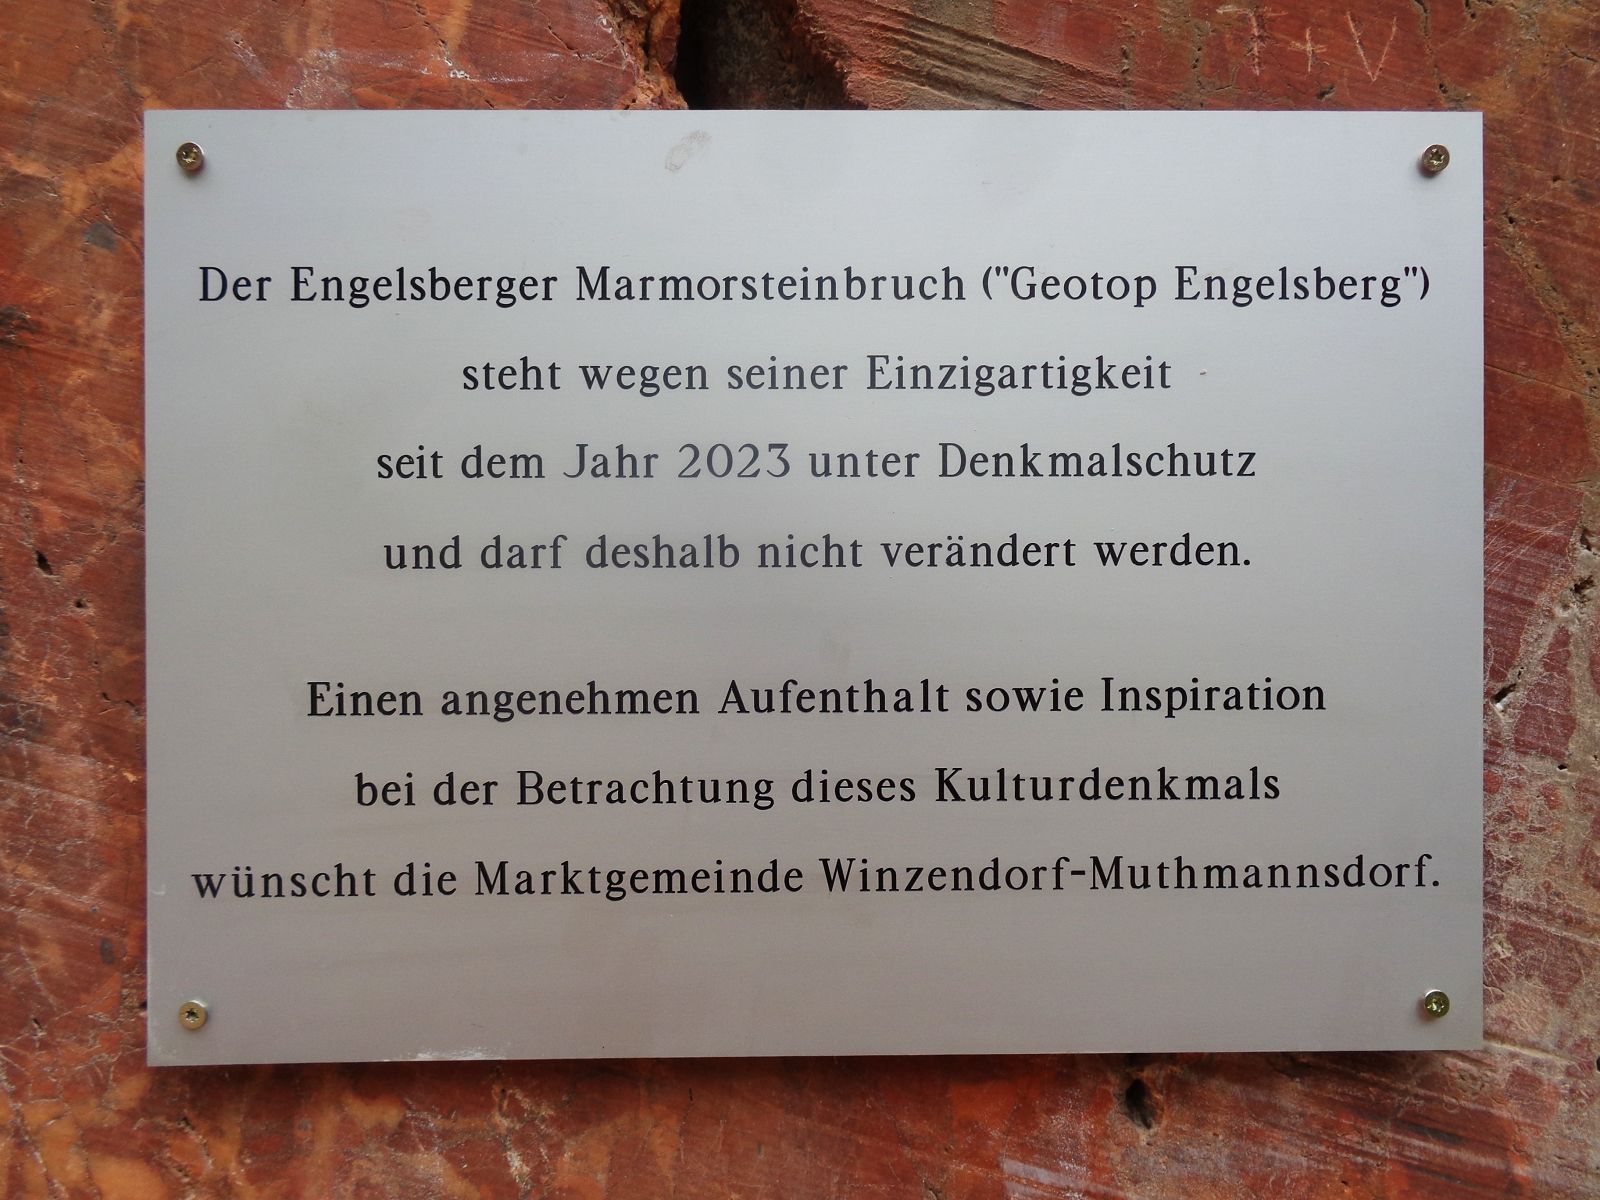 I + V
Der Engelsberger Marmorsteinbruch ("Geotop Engelsberg")
steht wegen seiner Einzigartigkeit
seit dem Jahr 2023 unter Denkmalschutz
und darf deshalb nicht verändert werden.
Einen angenehmen Aufenthalt sowie Inspiration
bei der Betrachtung dieses Kulturdenkmals
wünscht die Marktgemeinde Winzendorf-Muthmannsdorf.